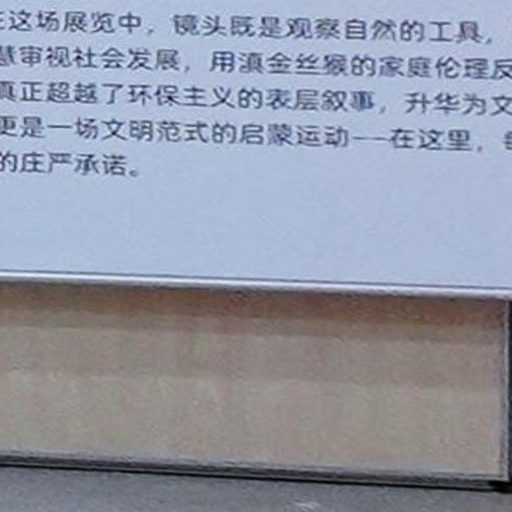 在这场展览中，镜头既是观察自然的工具，
慧审视社会发展，用滇金丝猴的家庭伦理反
真正超越了环保主义的表层叙事，升华为文
更是一场文明范式的启蒙运动——在这里，每
的庄严承诺。